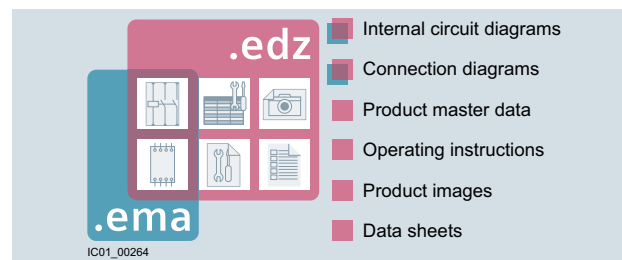 .edz
.ema
IC01_00264
Internal circuit diagrams
Connection diagrams
Product master data
Operating instructions
Product images
Data sheets